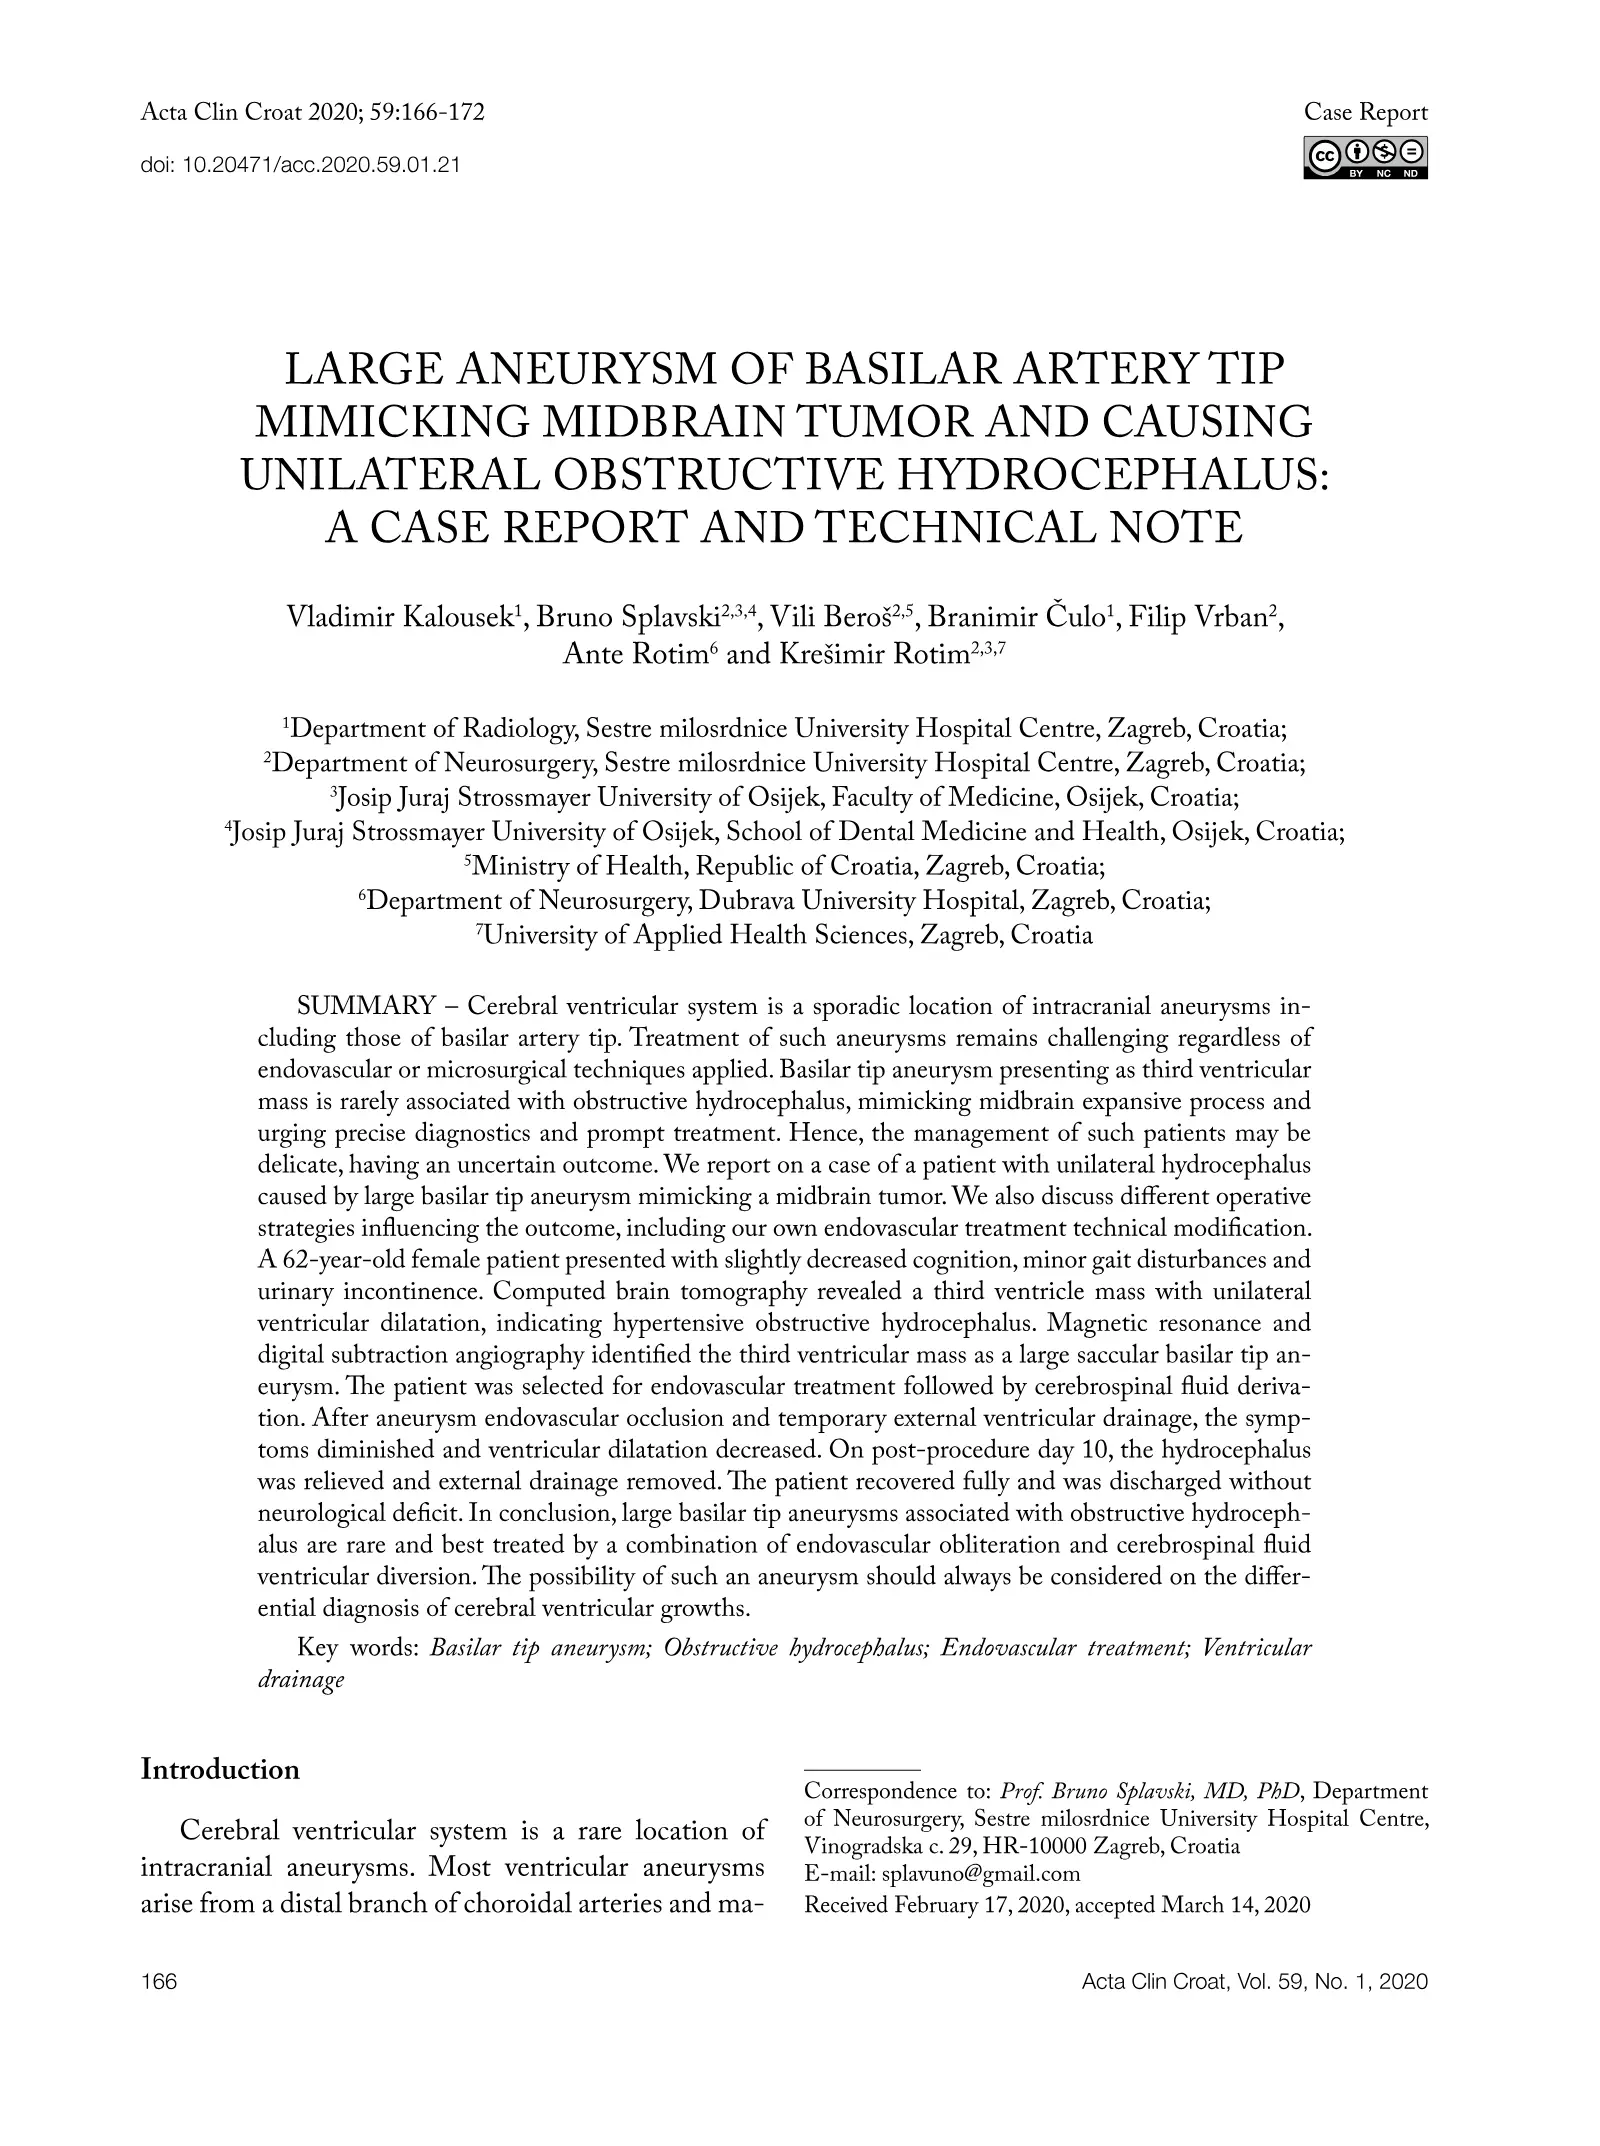 Acta Clin Croat 2020; 59:166-172
Case Report
doi: 10.20471/acc.2020.59.01.21
cc
BY NC ND
LARGE ANEURYSM OF BASILAR ARTERY TIP
MIMICKING MIDBRAIN TUMOR AND CAUSING
UNILATERAL OBSTRUCTIVE HYDROCEPHALUS:
A CASE REPORT AND TECHNICAL NOTE
Vladimir Kalousek1, Bruno Splavski2,3,4, Vili Beroš2,5, Branimir Čulo1, Filip Vrban2,
Ante Rotim6 and Krešimir Rotim2,3,7
1Department of Radiology, Sestre milosrdnice University Hospital Centre, Zagreb, Croatia;
2Department of Neurosurgery, Sestre milosrdnice University Hospital Centre, Zagreb, Croatia;
3Josip Juraj Strossmayer University of Osijek, Faculty of Medicine, Osijek, Croatia;
4Josip Juraj Strossmayer University of Osijek, School of Dental Medicine and Health, Osijek, Croatia;
5Ministry of Health, Republic of Croatia, Zagreb, Croatia;
6Department of Neurosurgery, Dubrava University Hospital, Zagreb, Croatia;
7University of Applied Health Sciences, Zagreb, Croatia
SUMMARY – Cerebral ventricular system is a sporadic location of intracranial aneurysms in-
cluding those of basilar artery tip. Treatment of such aneurysms remains challenging regardless of
endovascular or microsurgical techniques applied. Basilar tip aneurysm presenting as third ventricular
mass is rarely associated with obstructive hydrocephalus, mimicking midbrain expansive process and
urging precise diagnostics and prompt treatment. Hence, the management of such patients may be
delicate, having an uncertain outcome. We report on a case of a patient with unilateral hydrocephalus
caused by large basilar tip aneurysm mimicking a midbrain tumor. We also discuss different operative
strategies influencing the outcome, including our own endovascular treatment technical modification.
A 62-year-old female patient presented with slightly decreased cognition, minor gait disturbances and
urinary incontinence. Computed brain tomography revealed a third ventricle mass with unilateral
ventricular dilatation, indicating hypertensive obstructive hydrocephalus. Magnetic resonance and
digital subtraction angiography identified the third ventricular mass as a large saccular basilar tip an-
eurysm. The patient was selected for endovascular treatment followed by cerebrospinal fluid deriva-
tion. After aneurysm endovascular occlusion and temporary external ventricular drainage, the symp-
toms diminished and ventricular dilatation decreased. On post-procedure day 10, the hydrocephalus
was relieved and external drainage removed. The patient recovered fully and was discharged without
neurological deficit. In conclusion, large basilar tip aneurysms associated with obstructive hydroceph-
alus are rare and best treated by a combination of endovascular obliteration and cerebrospinal fluid
ventricular diversion. The possibility of such an aneurysm should always be considered on the differ-
ential diagnosis of cerebral ventricular growths.
Key words: Basilar tip aneurysm; Obstructive hydrocephalus; Endovascular treatment; Ventricular
drainage
Introduction
Cerebral ventricular system is a rare location of
intracranial aneurysms. Most ventricular aneurysms
arise from a distal branch of choroidal arteries and ma-
Correspondence to: Prof. Bruno Splavski, MD, PhD, Department
of Neurosurgery, Sestre milosrdnice University Hospital Centre,
Vinogradska c. 29, HR-10000 Zagreb, Croatia
E-mail: splavuno@gmail.com
Received February 17, 2020, accepted March 14, 2020
166
Acta Clin Croat, Vol. 59, No. 1, 2020